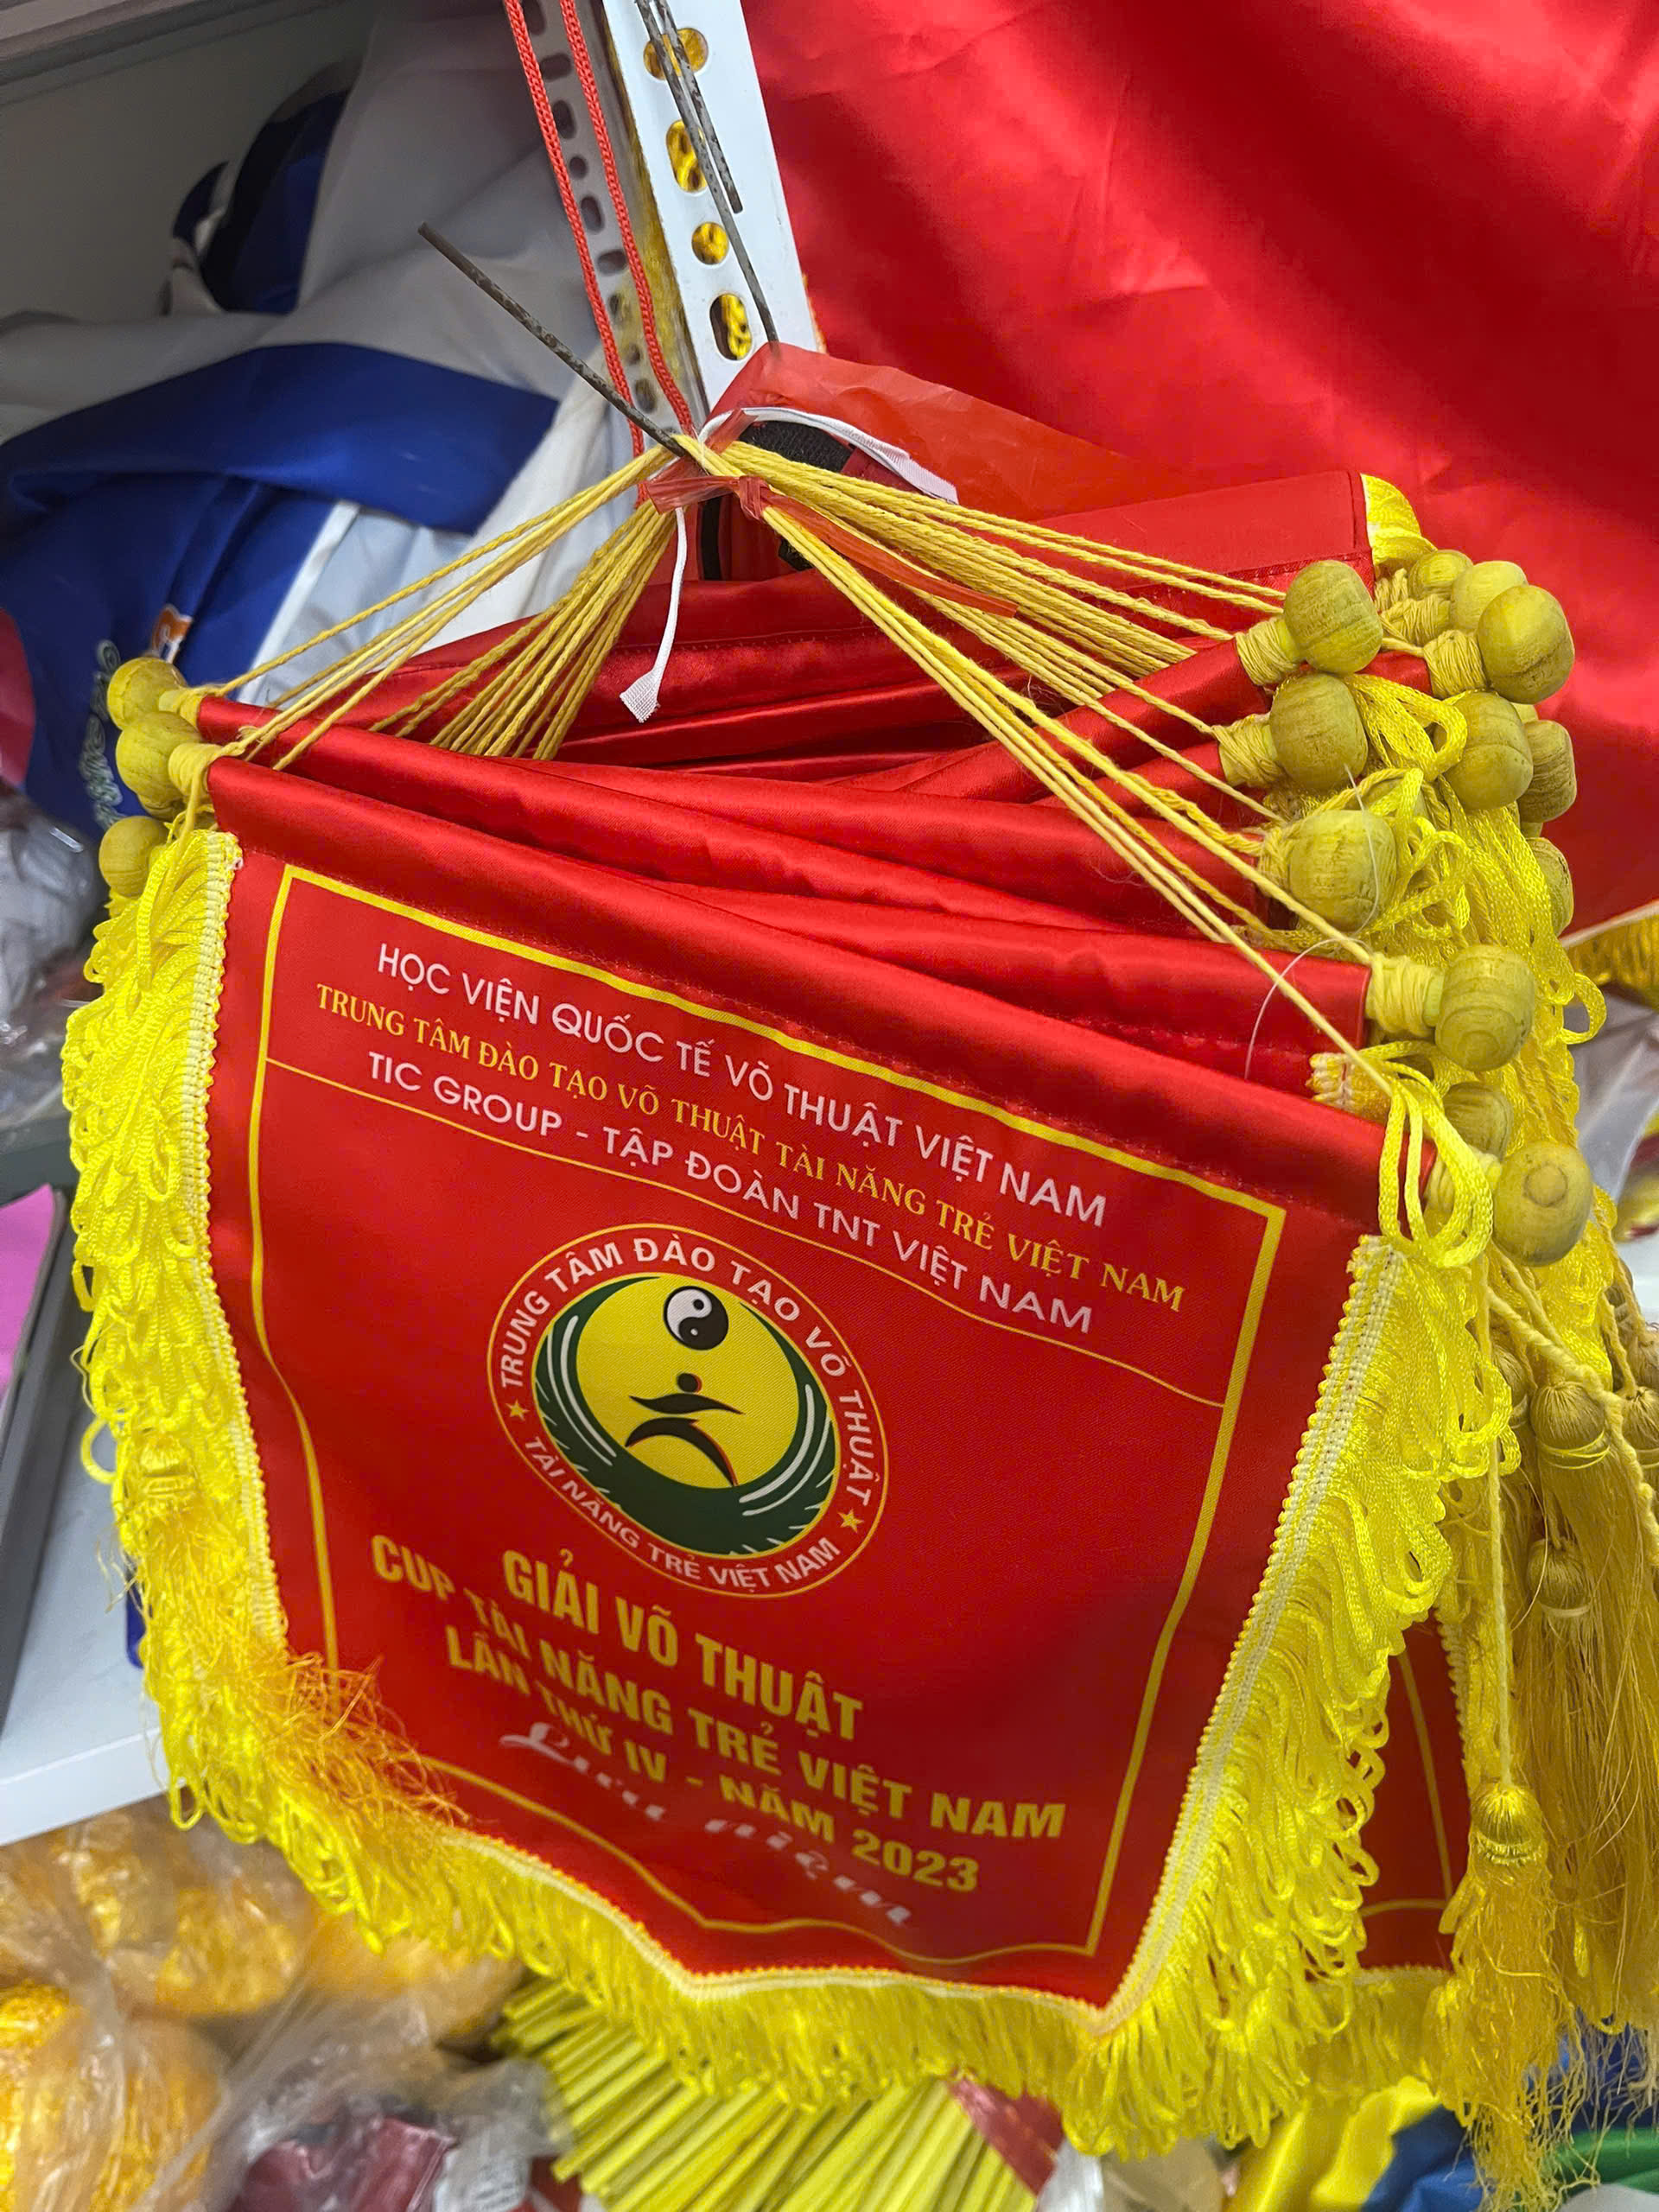 HỌC VIỆN QUỐC TẾ VÕ THUẬT VIỆT NAM
TRUNG TÂM ĐÀO TẠO VÕ THUẬT TÀI NĂNG TRẺ VIỆT NAM
TIC GROUP - TẬP ĐOÀN TNT VIỆT NAM
TRUNG TÂM ĐÀO TẠO VÕ THUẬT
TÀI NĂNG TRẺ VIỆT NAM
GIẢI VÕ THUẬT
CUP TÀI NĂNG TRẺ VIỆT NAM
LẦN THỨ IV - NĂM 2023
Lưu niệm